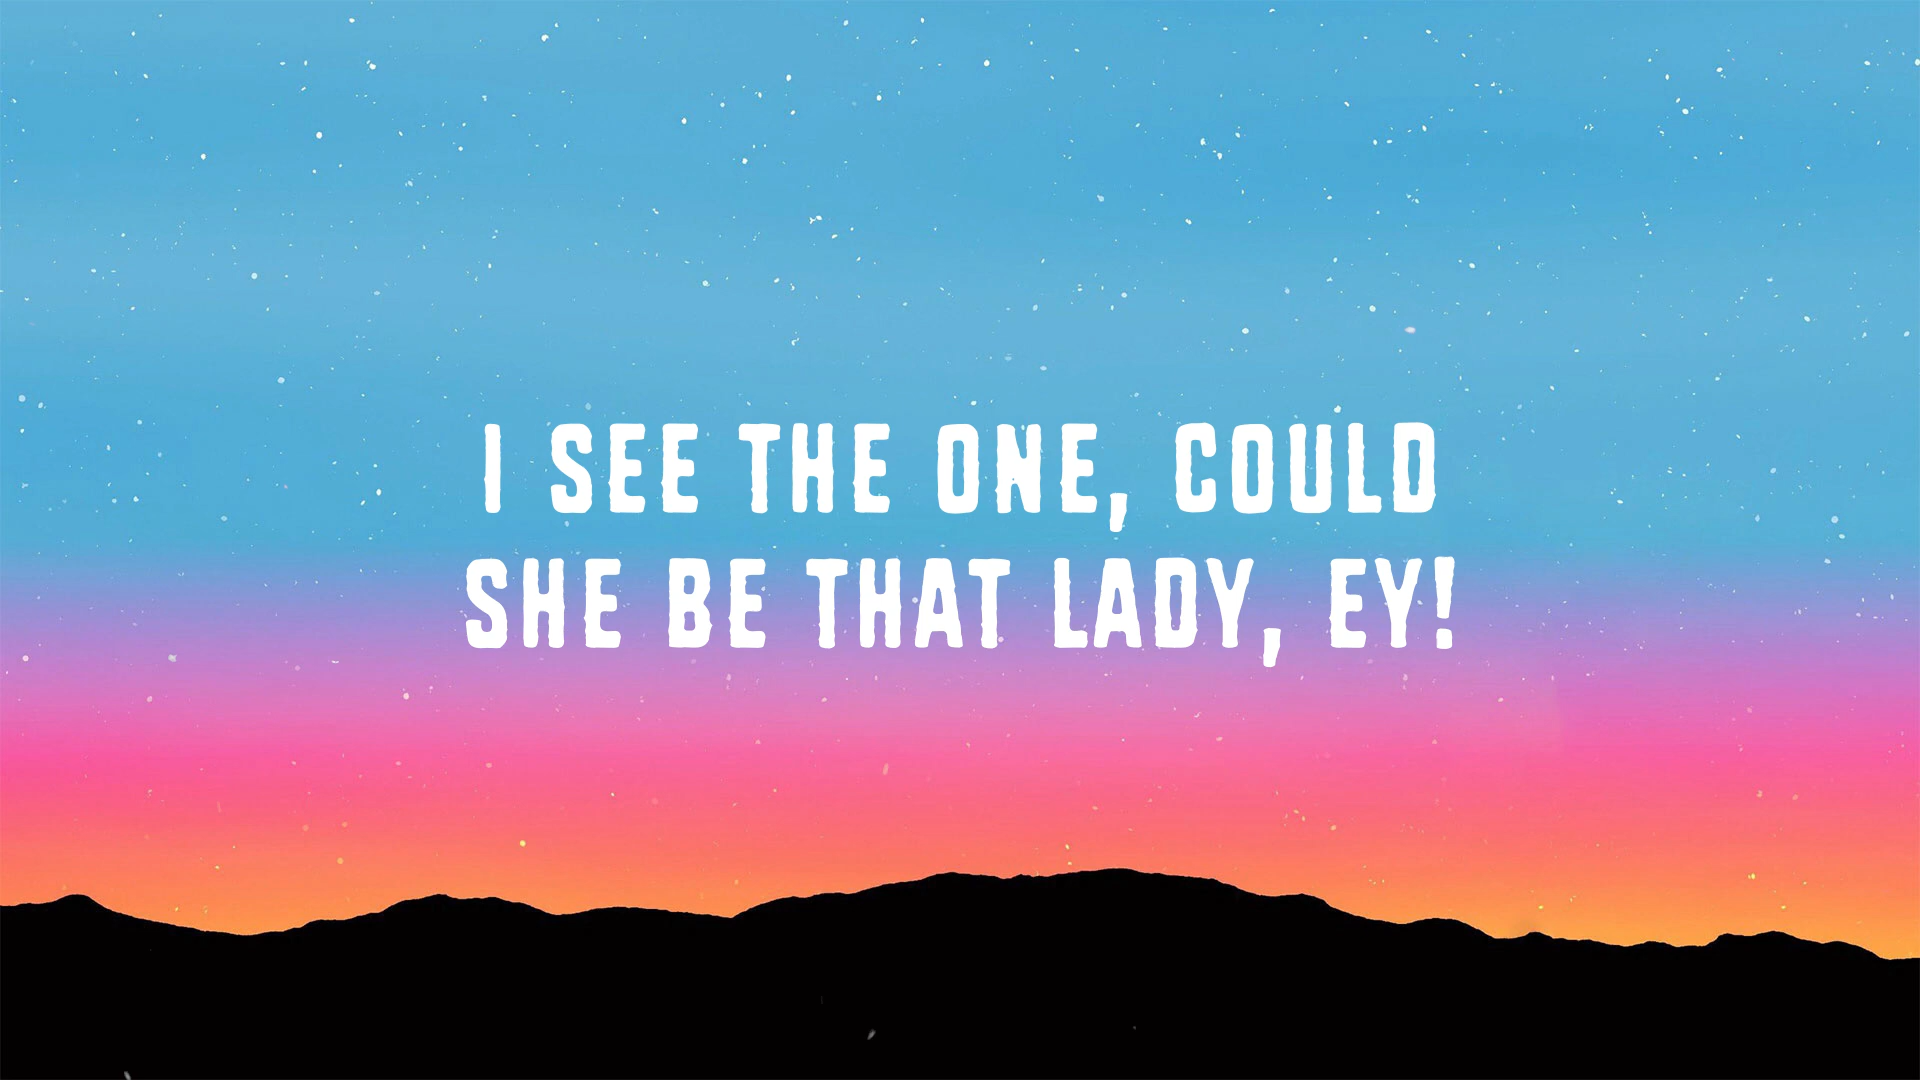 I SEE THE ONE, COULD
SHE BE THAT LADY, EY!